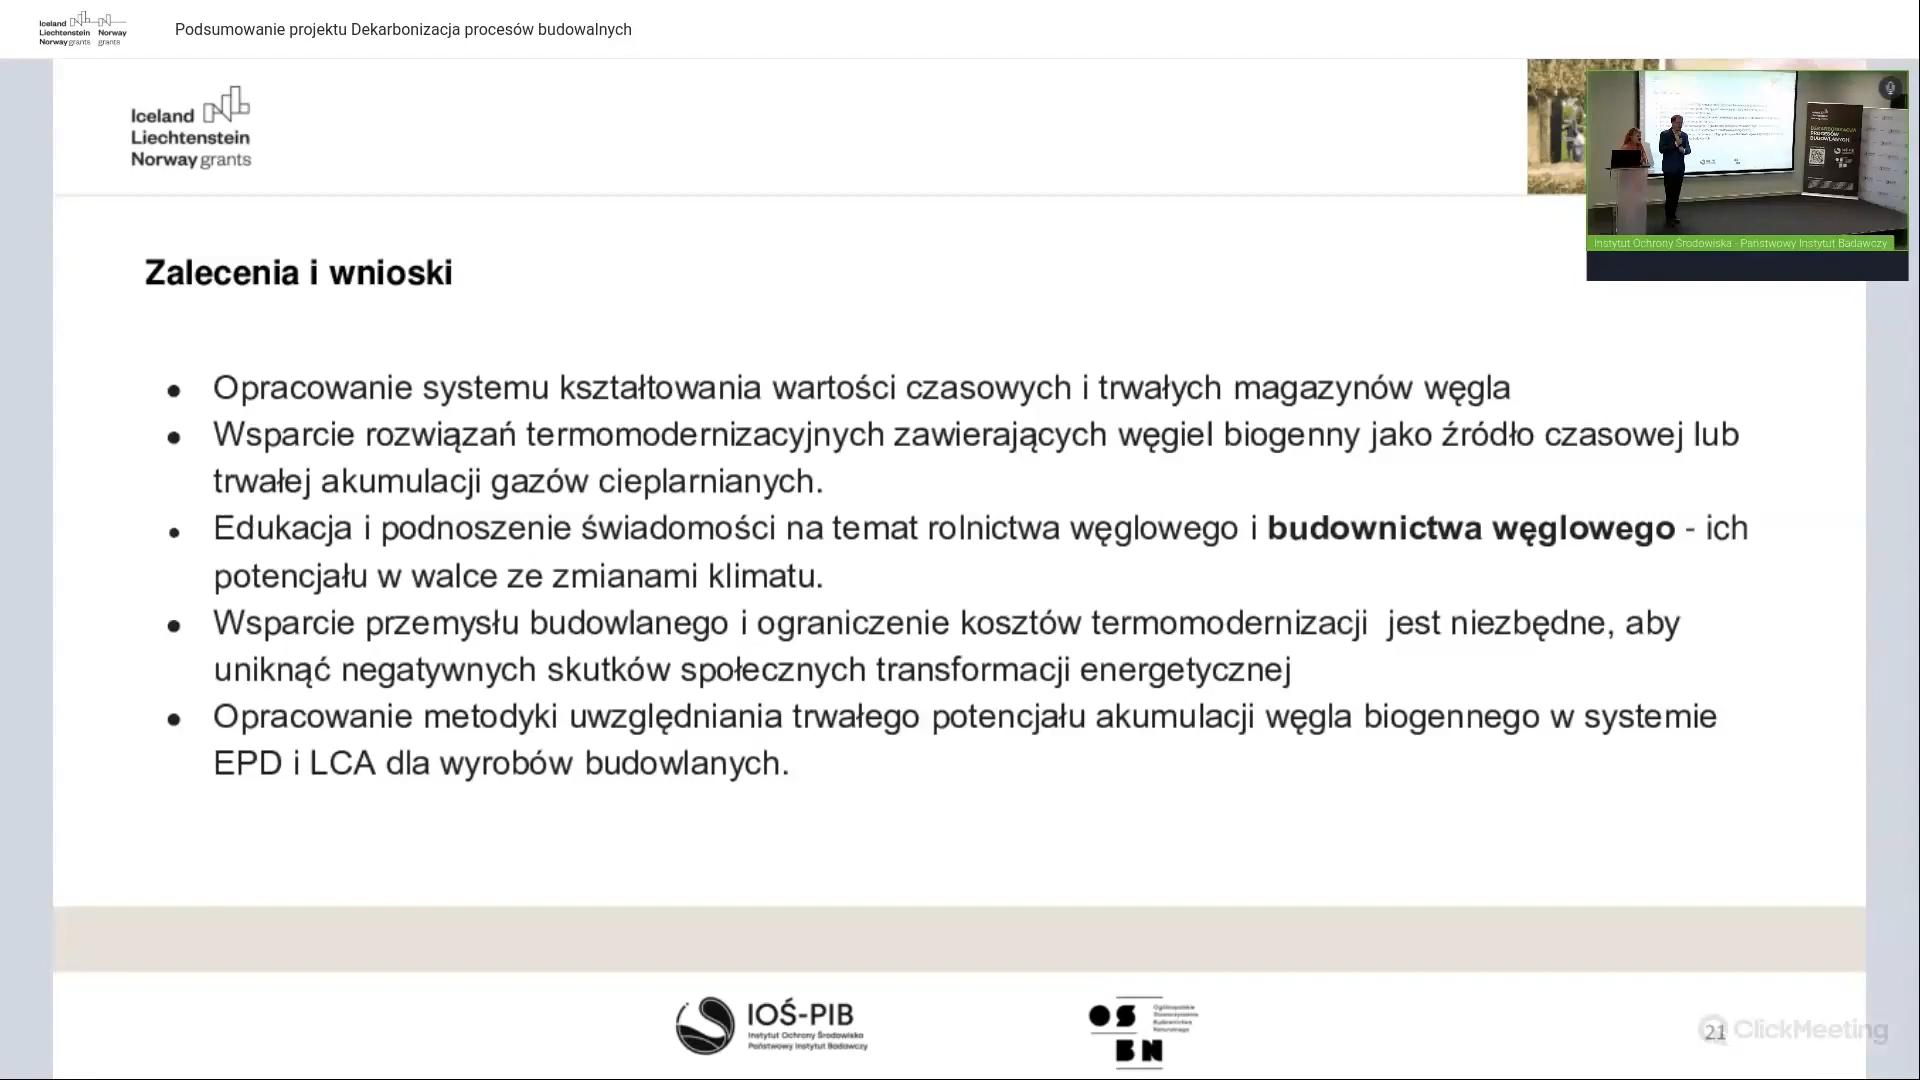 Iceland
Liechtenstein Norway
Norway grants grants
Podsumowanie projektu Dekarbonizacja procesów budowalnych
Iceland
Liechtenstein
Norway grants
DEKARBONIZACJA
PROCESÓW
BUDOWLANYCH
Instytut Ochrony Środowiska - Państwowy Instytut Badawczy
Zalecenia i wnioski
● Opracowanie systemu kształtowania wartości czasowych i trwałych magazynów węgla
● Wsparcie rozwiązań termomodernizacyjnych zawierających węgiel biogenny jako źródło czasowej lub
trwałej akumulacji gazów cieplarnianych.
● Edukacja i podnoszenie świadomości na temat rolnictwa węglowego i budownictwa węglowego - ich
potencjału w walce ze zmianami klimatu.
● Wsparcie przemysłu budowlanego i ograniczenie kosztów termomodernizacji jest niezbędne, aby
uniknąć negatywnych skutków społecznych transformacji energetycznej
● Opracowanie metodyki uwzględniania trwałego potencjału akumulacji węgla biogennego w systemie
EPD i LCA dla wyrobów budowlanych.
IOŚ-PIB
Instytut Ochrony Środowiska
Państwowy Instytut Badawczy
OS
BN
Ogólnopolskie
Stowarzyszenie
Budownictwa
Naturalnego
21
ClickMeeting